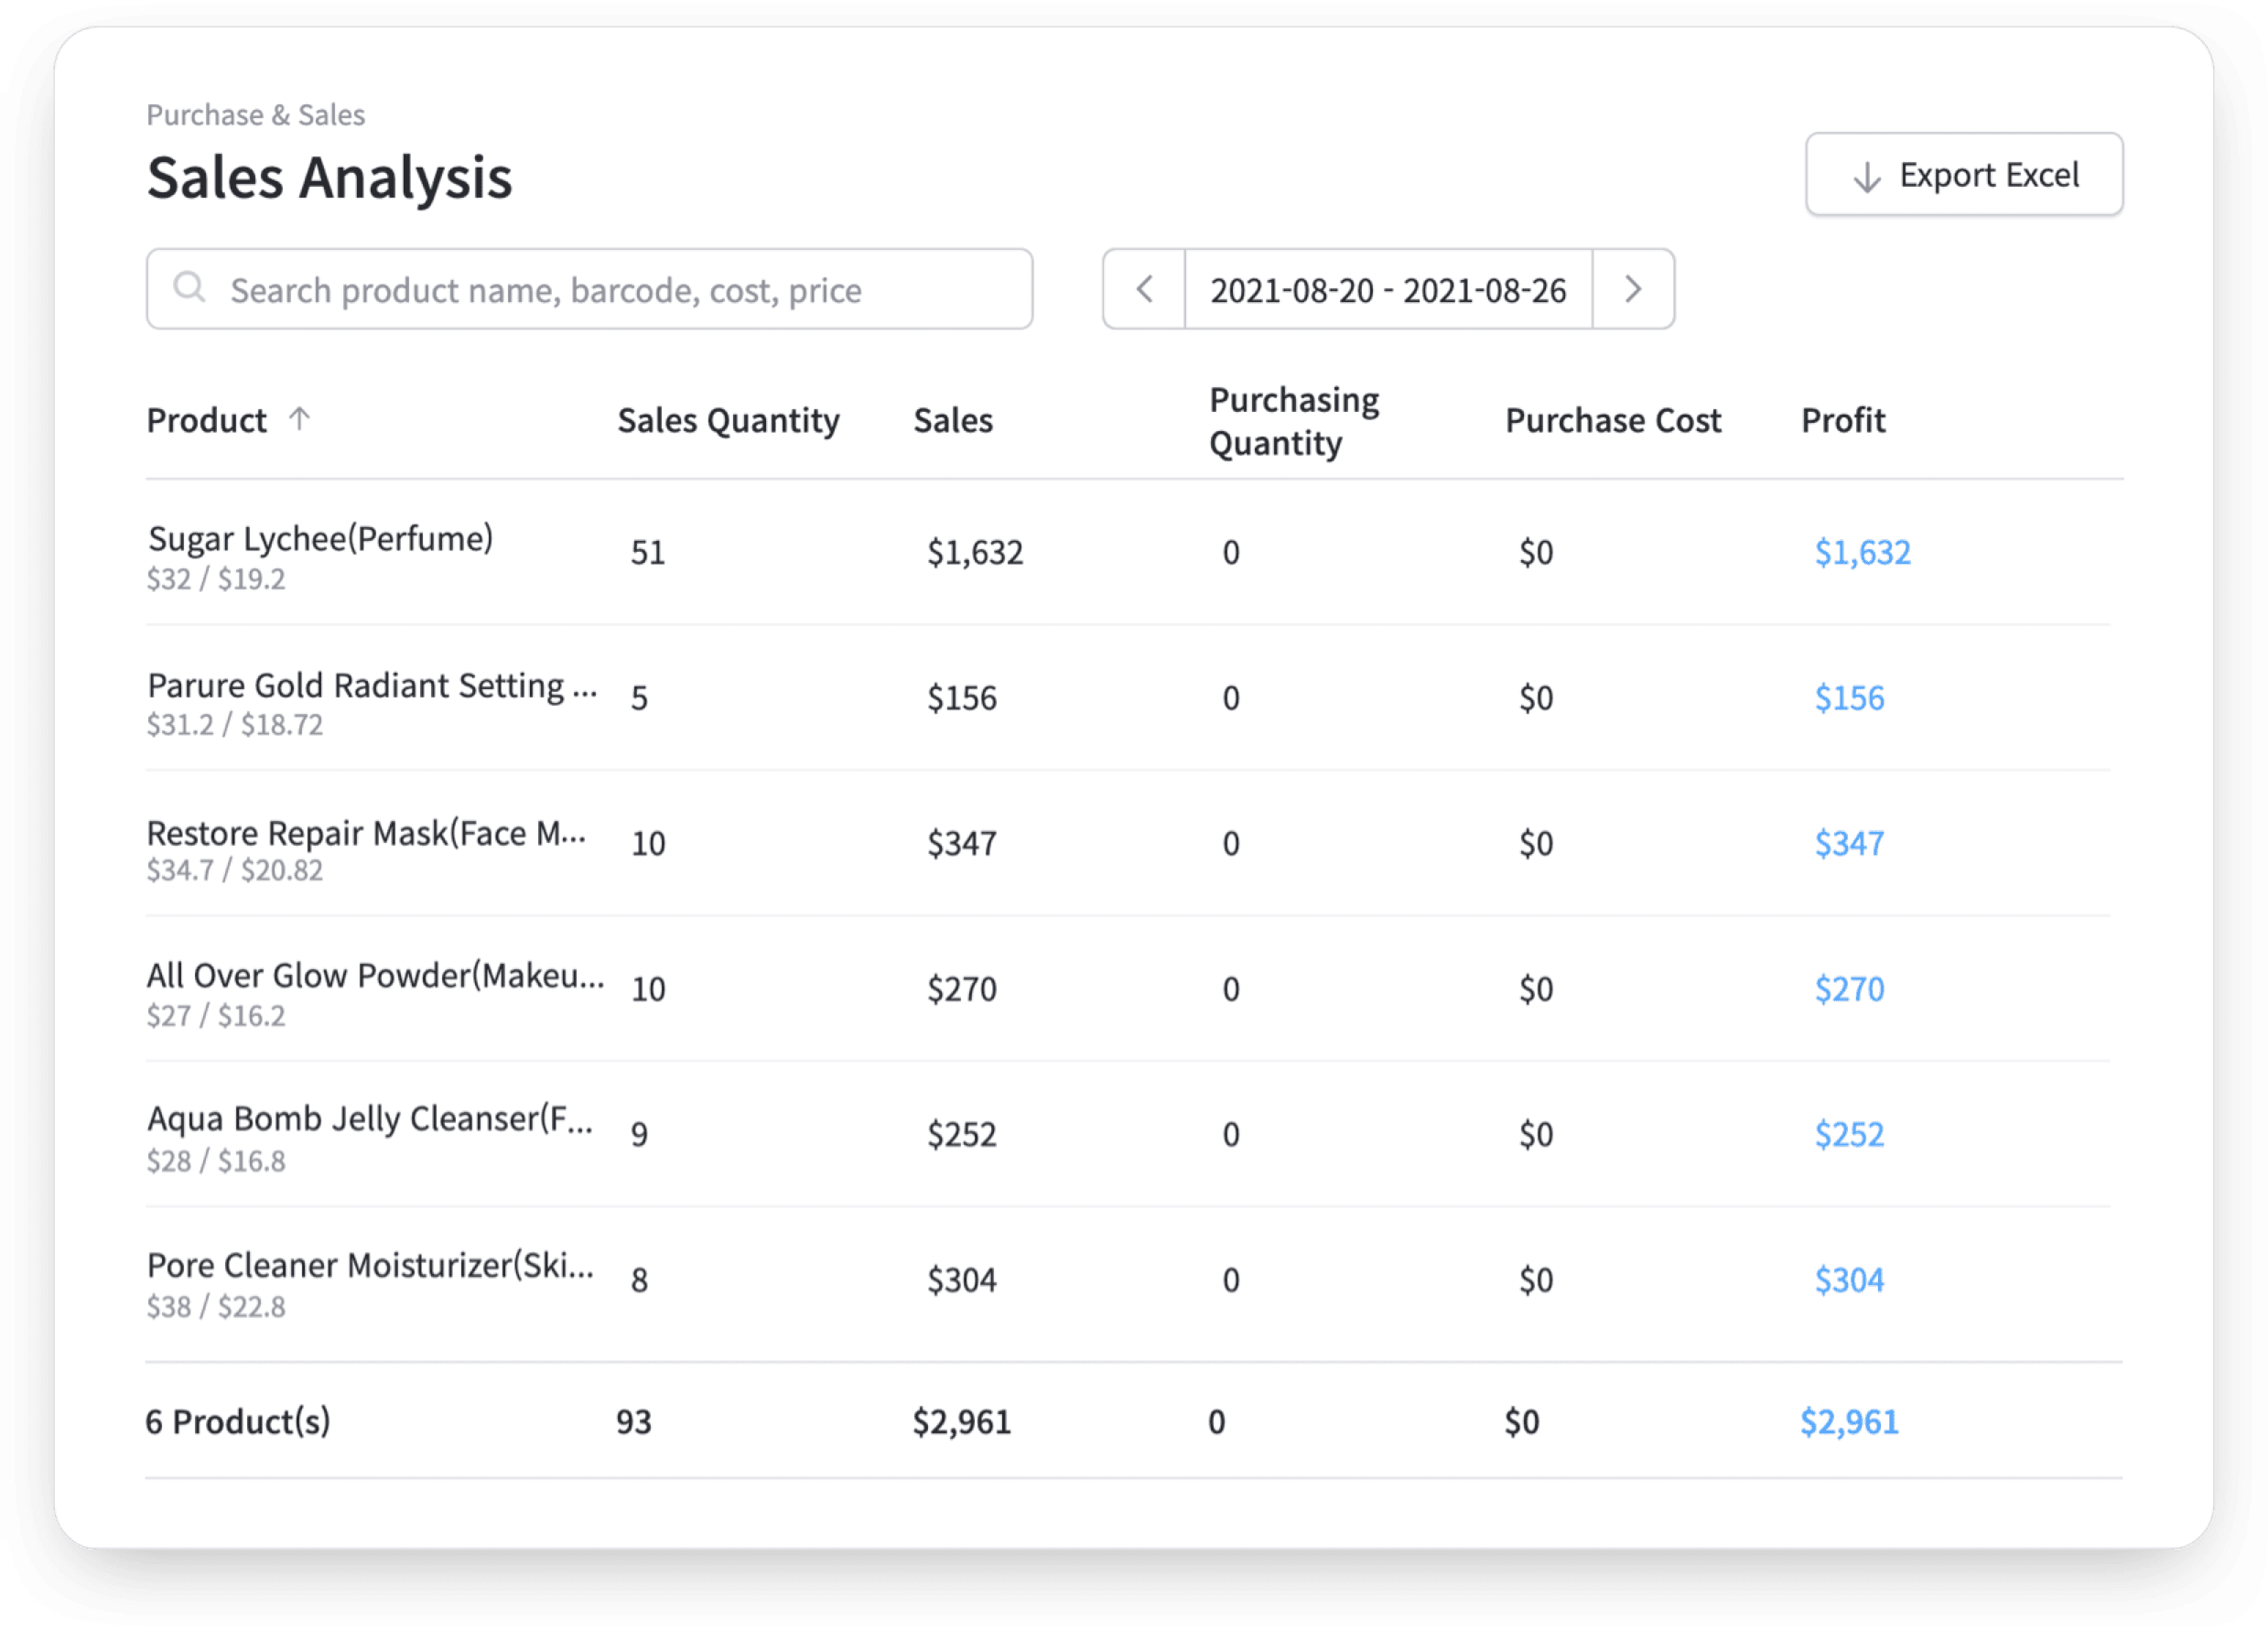 Purchase & Sales
Sales Analysis
Export Excel
Search product name, barcode, cost, price
2021-08-20 - 2021-08-26
Product Sales Quantity Sales Purchasing Quantity Purchase Cost Profit
Sugar Lychee(Perfume) 51 $1,632 0 $0 $1,632
$32 / $19.2
Parure Gold Radiant Setting ... 5 $156 0 $0 $156
$31.2 / $18.72
Restore Repair Mask(Face M... 10 $347 0 $0 $347
$34.7 / $20.82
All Over Glow Powder(Makeu... 10 $270 0 $0 $270
$27 / $16.2
Aqua Bomb Jelly Cleanser(F... 9 $252 0 $0 $252
$28 / $16.8
Pore Cleaner Moisturizer(Ski... 8 $304 0 $0 $304
$38 / $22.8
6 Product(s) 93 $2,961 0 $0 $2,961